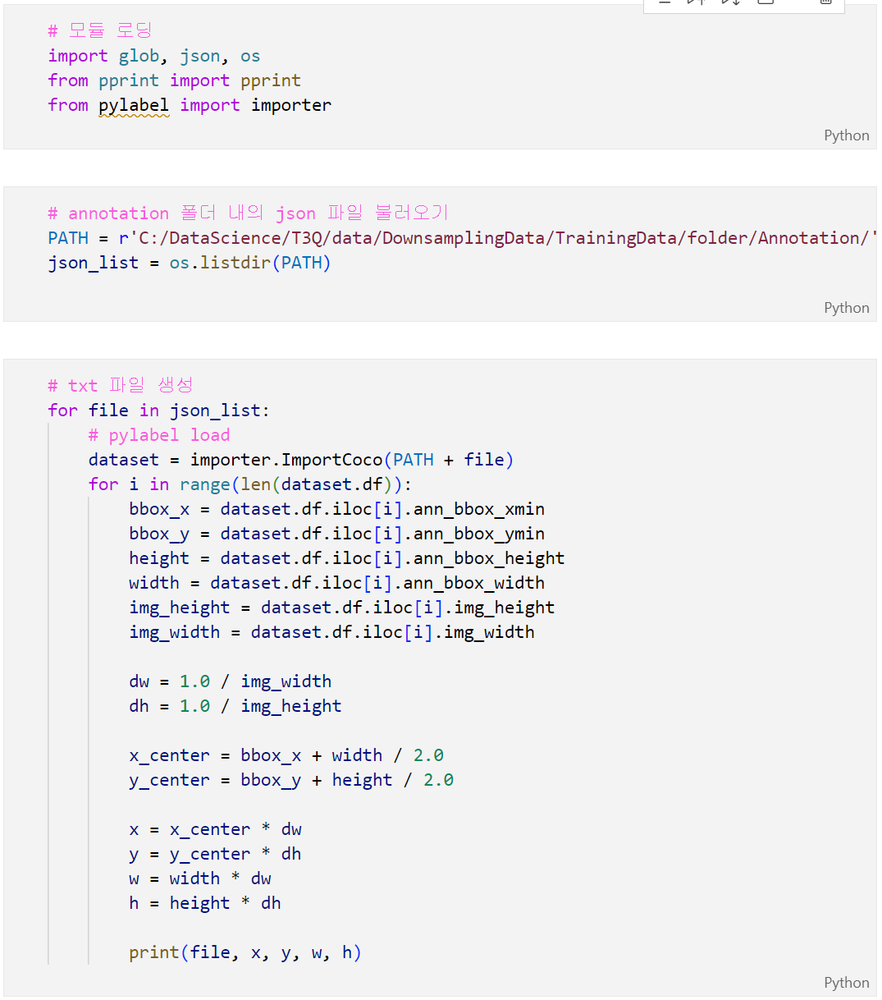 # 모듈 로딩
import glob, json, os
from pprint import pprint
from pylabel import importer
Python
# annotation 폴더 내의 json 파일 불러오기
PATH = r'C:/DataScience/T3Q/data/DownsamplingData/TrainingData/folder/Annotation/'
json_list = os.listdir(PATH)
Python
# txt 파일 생성
for file in json_list:
    # pylabel load
    dataset = importer.ImportCoco(PATH + file)
    for i in range(len(dataset.df)):
        bbox_x = dataset.df.iloc[i].ann_bbox_xmin
        bbox_y = dataset.df.iloc[i].ann_bbox_ymin
        height = dataset.df.iloc[i].ann_bbox_height
        width = dataset.df.iloc[i].ann_bbox_width
        img_height = dataset.df.iloc[i].img_height
        img_width = dataset.df.iloc[i].img_width
        dw = 1.0 / img_width
        dh = 1.0 / img_height
        x_center = bbox_x + width / 2.0
        y_center = bbox_y + height / 2.0
        x = x_center * dw
        y = y_center * dh
        w = width * dw
        h = height * dh
        print(file, x, y, w, h)
Python